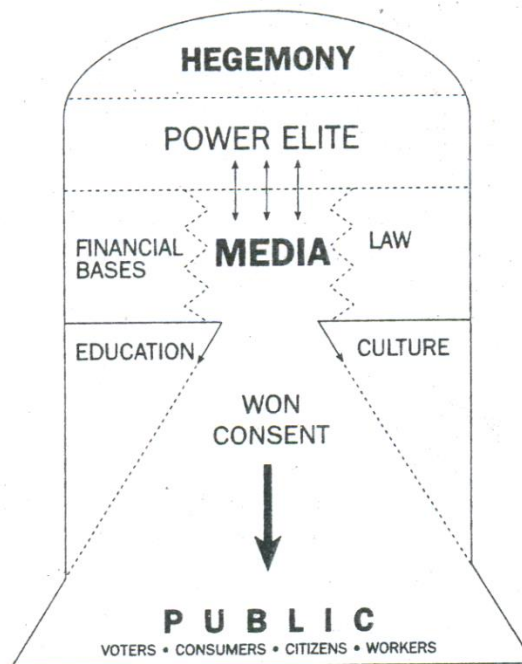 HEGEMONY
POWER ELITE
FINANCIAL
BASES
MEDIA
LAW
EDUCATION
CULTURE
WON
CONSENT
PUBLIC
VOTERS • CONSUMERS • CITIZENS • WORKERS